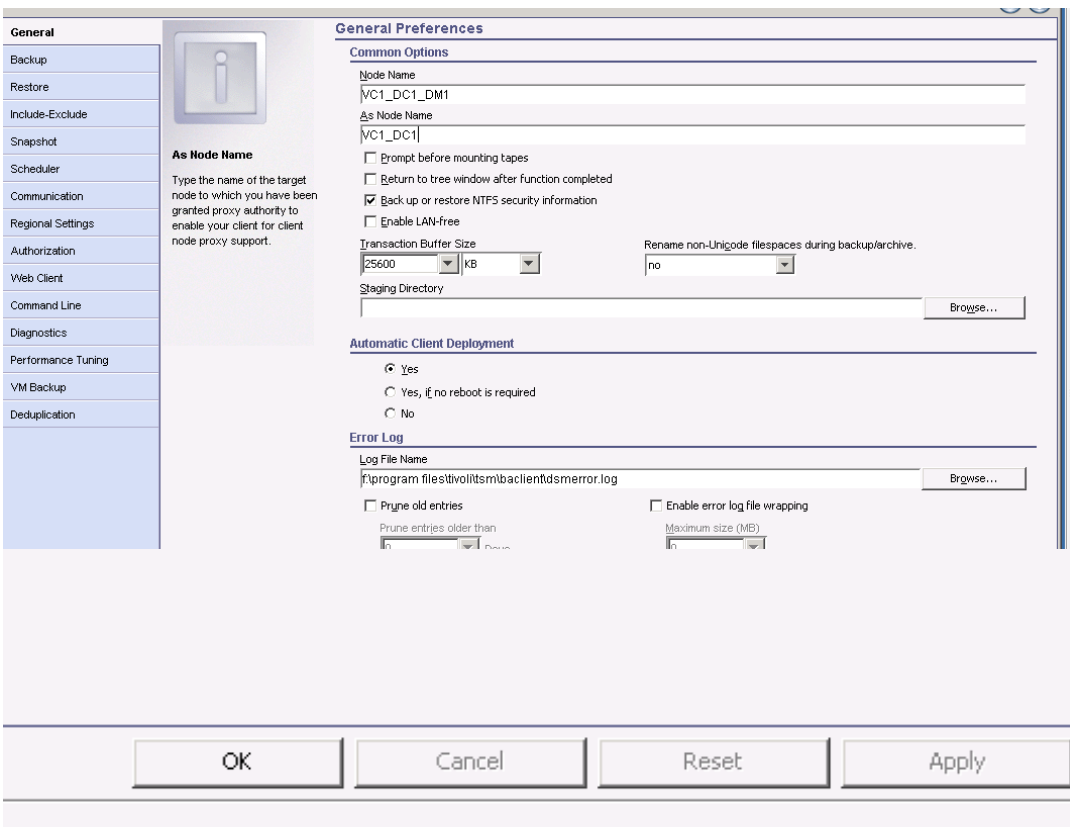 General
Backup
Restore
Include-Exclude
Snapshot
Scheduler
Communication
Regional Settings
Authorization
Web Client
Command Line
Diagnostics
Performance Tuning
VM Backup
Deduplication
As Node Name
Type the name of the target
node to which you have been
granted proxy authority to
enable your client for client
node proxy support.
General Preferences
Common Options
Node Name
VC1_DC1_DM1
As Node Name
VC1_DC1
Prompt before mounting tapes
Return to tree window after function completed
Back up or restore NTFS security information
Enable LAN-free
Transaction Buffer Size
25600 KB
Rename non-Unicode filespaces during backup/archive.
no
Staging Directory
Browse...
Automatic Client Deployment
Yes
Yes, if no reboot is required
No
Error Log
Log File Name
f:\program files\tivoli\tsm\baclient\dsmerror.log
Browse...
Prune old entries
Enable error log file wrapping
Prune entries older than
Maximum size (MB)
OK Cancel Reset Apply